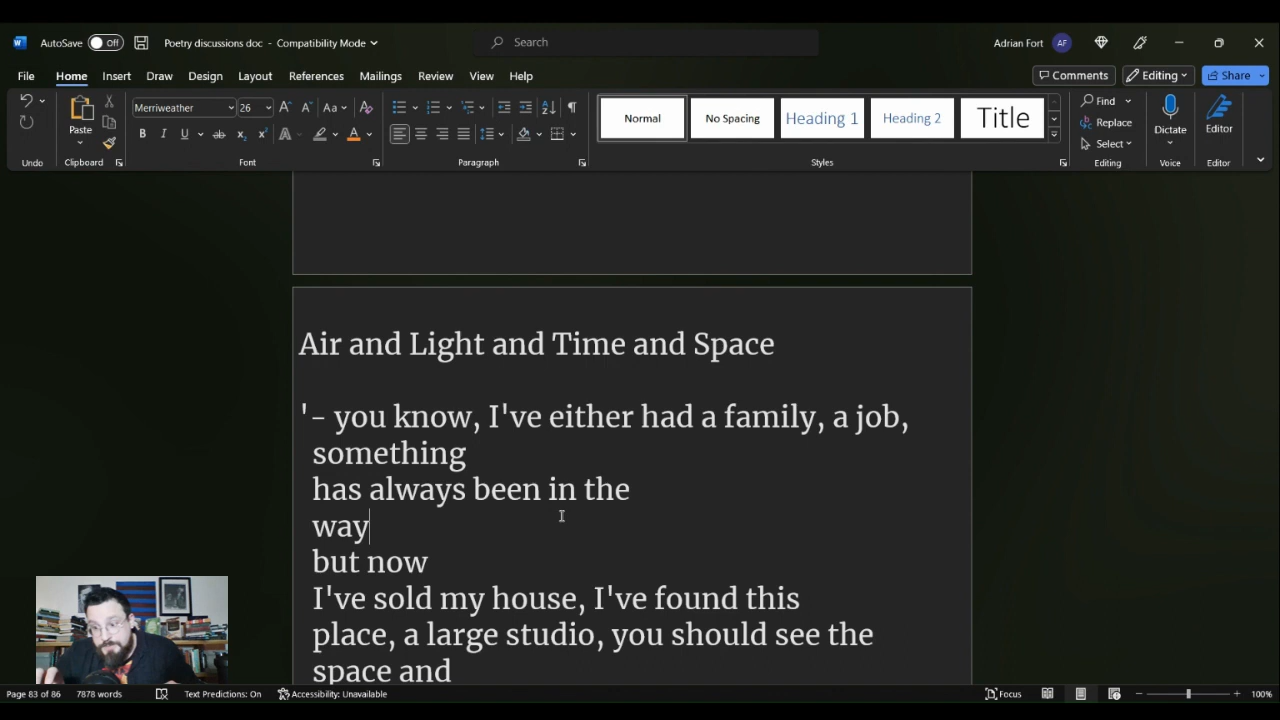 AutoSave Off Poetry discussions doc - Compatibility Mode Search Adrian Fort AF
File Home Insert Draw Design Layout References Mailings Review View Help Comments Editing Share
Merriweather 26 Aa Normal No Spacing Heading 1 Heading 2 Title Find
Paste B I U ab x₂ x² A A Replace Dictate Editor
Select
Undo Clipboard Font Paragraph Styles Editing Voice Editor
Air and Light and Time and Space
'- you know, I've either had a family, a job,
something
has always been in the
way
but now
I've sold my house, I've found this
place, a large studio, you should see the
space and
Page 83 of 86 7878 words Text Predictions: On Accessibility: Unavailable Focus 100%